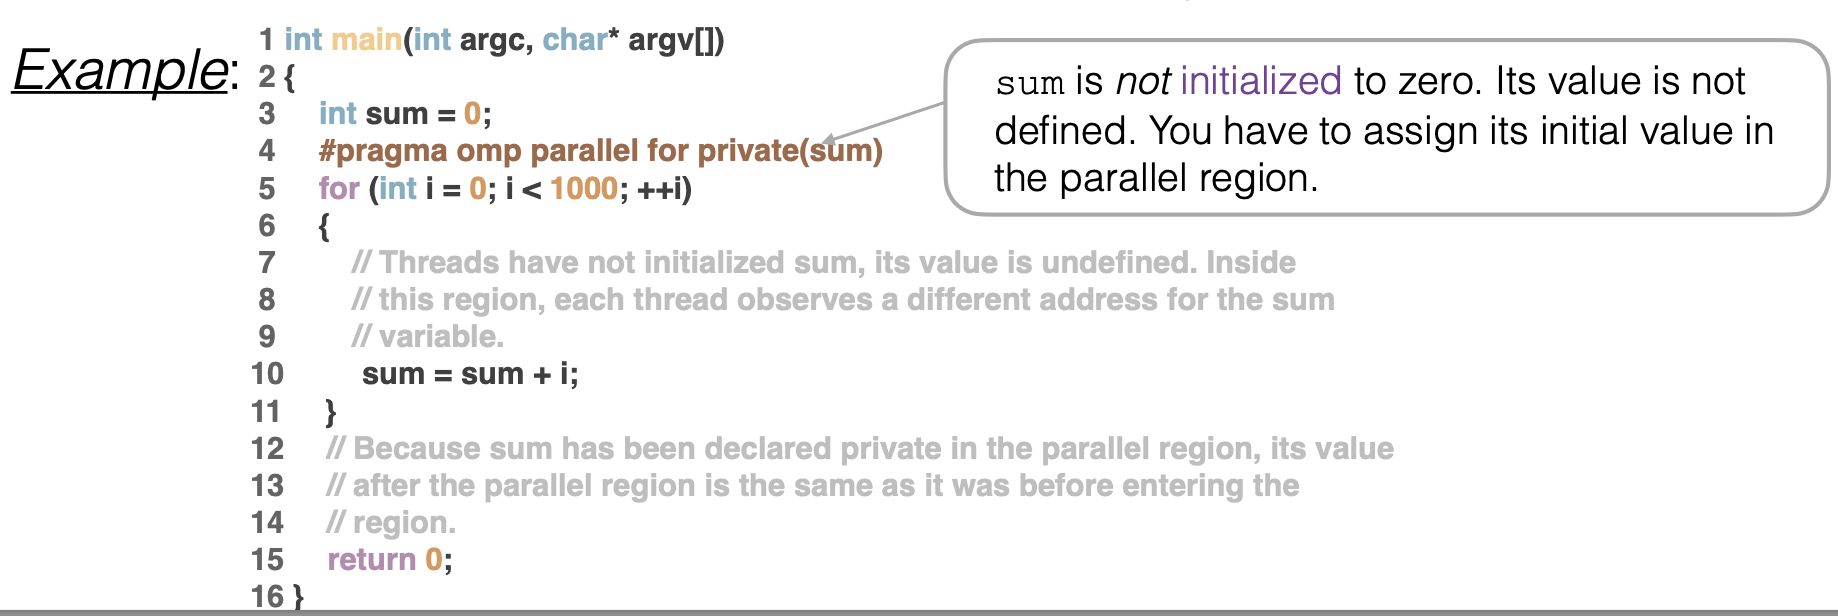 Example:
1 int main(int argc, char* argv[])
2 {
3 int sum = 0;
4 #pragma omp parallel for private(sum)
5 for (int i = 0; i < 1000; ++i)
6 {
7 // Threads have not initialized sum, its value is undefined. Inside
8 // this region, each thread observes a different address for the sum
9 // variable.
10 sum = sum + i;
11 }
12 // Because sum has been declared private in the parallel region, its value
13 // after the parallel region is the same as it was before entering the
14 // region.
15 return 0;
16 }
sum is not initialized to zero. Its value is not
defined. You have to assign its initial value in
the parallel region.